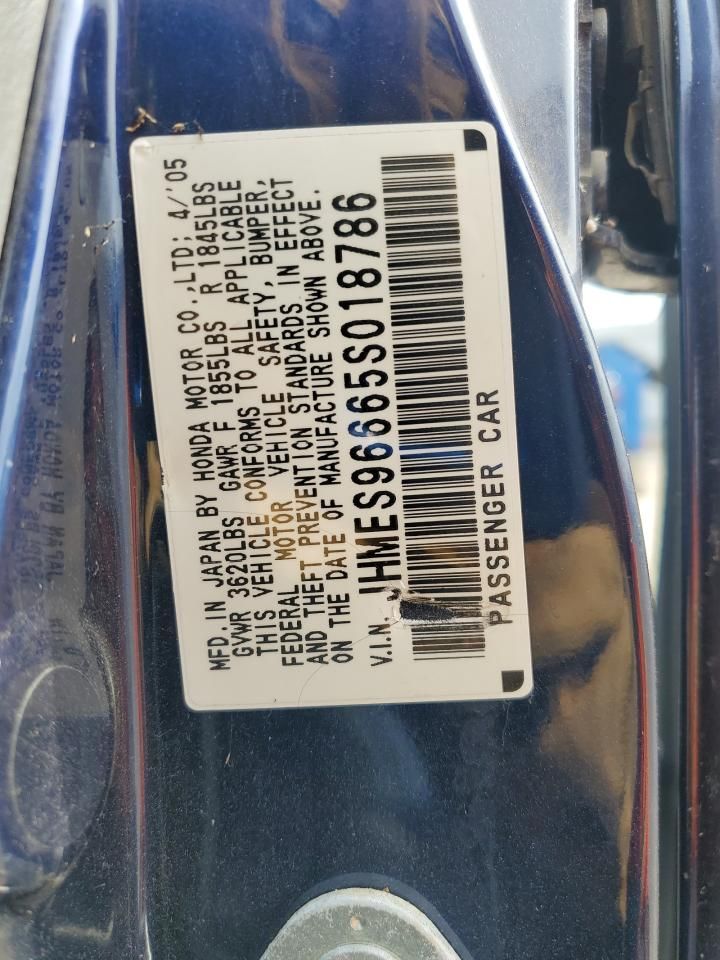 MFD. IN JAPAN BY HONDA MOTOR CO.,LTD; 4/'05
GVWR 3620LBS GAWR F 1855LBS R 1845LBS
THIS VEHICLE CONFORMS TO ALL APPLICABLE
FEDERAL MOTOR VEHICLE SAFETY, BUMPER,
AND THEFT PREVENTION STANDARDS IN EFFECT
ON THE DATE OF MANUFACTURE SHOWN ABOVE.
V.I.N. JHMES96665S018786
PASSENGER CAR